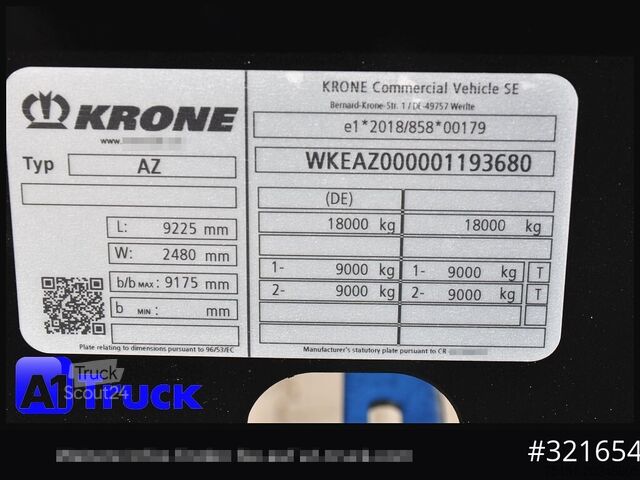 KRONE
www.
Typ AZ
L: 9225 mm
W: 2480 mm
b/b MAX: 9175 mm
b MIN: mm
Plate relating to dimensions pursuant to 96/53/EC
KRONE Commercial Vehicle SE
Bernard-Krone-Str. 1 / DE-49757 Werlte
e1*2018/858*00179
WKEAZ000001193680
(DE)
18000 kg 18000 kg
1- 9000 kg 1- 9000 kg T
2- 9000 kg 2- 9000 kg T
Manufacturer's statutory plate pursuant to CR
A1 TRUCK
Truck
Scout24
#321654